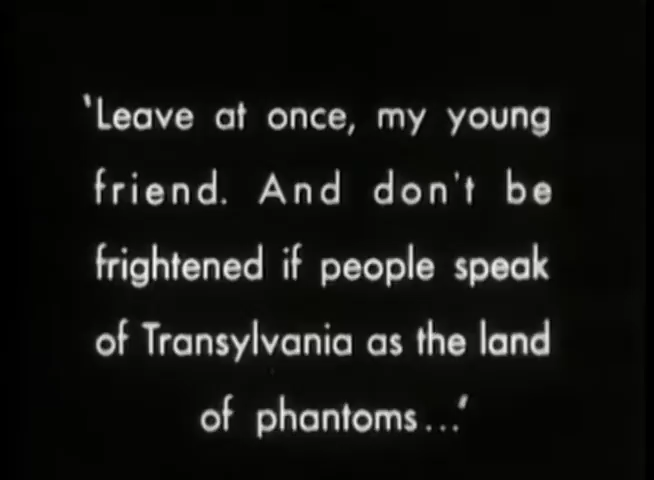 'Leave at once, my young
friend. And don't be
frightened if people speak
of Transylvania as the land
of phantoms...'